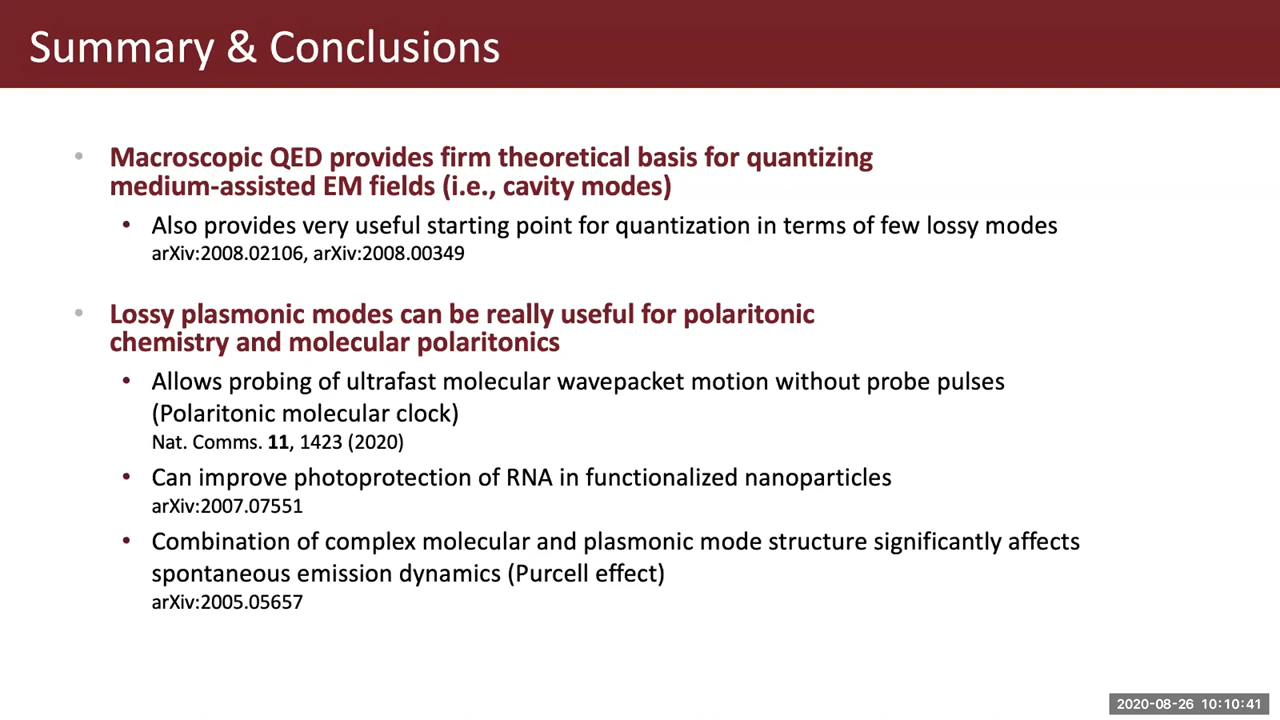 Summary & Conclusions
• Macroscopic QED provides firm theoretical basis for quantizing
medium-assisted EM fields (i.e., cavity modes)
• Also provides very useful starting point for quantization in terms of few lossy modes
arXiv:2008.02106, arXiv:2008.00349
• Lossy plasmonic modes can be really useful for polaritonic
chemistry and molecular polaritonics
• Allows probing of ultrafast molecular wavepacket motion without probe pulses
(Polaritonic molecular clock)
Nat. Comms. 11, 1423 (2020)
• Can improve photoprotection of RNA in functionalized nanoparticles
arXiv:2007.07551
• Combination of complex molecular and plasmonic mode structure significantly affects
spontaneous emission dynamics (Purcell effect)
arXiv:2005.05657
2020-08-26 10:10:41